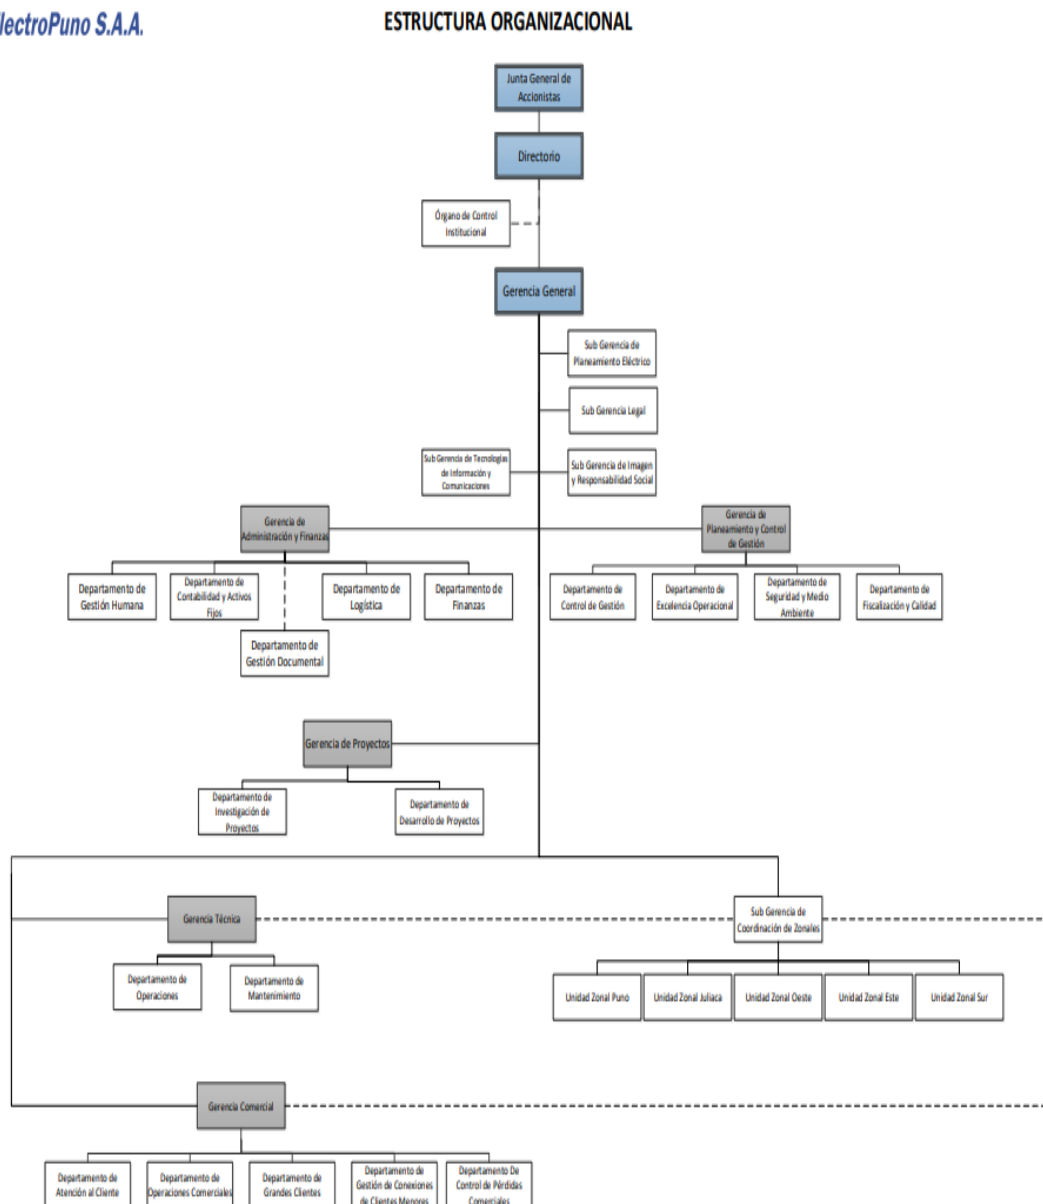 lectroPuno S.A.A.
ESTRUCTURA ORGANIZACIONAL
Junta General de
Accionistas
Directorio
Órgano de Control
Institucional
Gerencia General
Sub Gerencia de
Planeamiento Eléctrico
Sub Gerencia Legal
Sub Gerencia de Tecnologías
de Información y
Comunicaciones
Sub Gerencia de Imagen
y Responsabilidad Social
Gerencia de
Administración y Finanzas
Gerencia de
Planeamiento y Control
de Gestión
Departamento de
Gestión Humana
Departamento de
Contabilidad y Activos
Fijos
Departamento de
Logística
Departamento de
Finanzas
Departamento de
Control de Gestión
Departamento de
Excelencia Operacional
Departamento de
Seguridad y Medio
Ambiente
Departamento de
Fiscalización y Calidad
Departamento de
Gestión Documental
Gerencia de Proyectos
Departamento de
Investigación de
Proyectos
Departamento de
Desarrollo de Proyectos
Gerencia Técnica
Sub Gerencia de
Coordinación de Zonales
Departamento de
Operaciones
Departamento de
Mantenimiento
Unidad Zonal Puno
Unidad Zonal Juliaca
Unidad Zonal Oeste
Unidad Zonal Este
Unidad Zonal Sur
Gerencia Comercial
Departamento de
Atención al Cliente
Departamento de
Operaciones Comerciales
Departamento de
Grandes Clientes
Departamento de
Gestión de Conexiones
de Clientes Menores
Departamento De
Control de Pérdidas
Comerciales